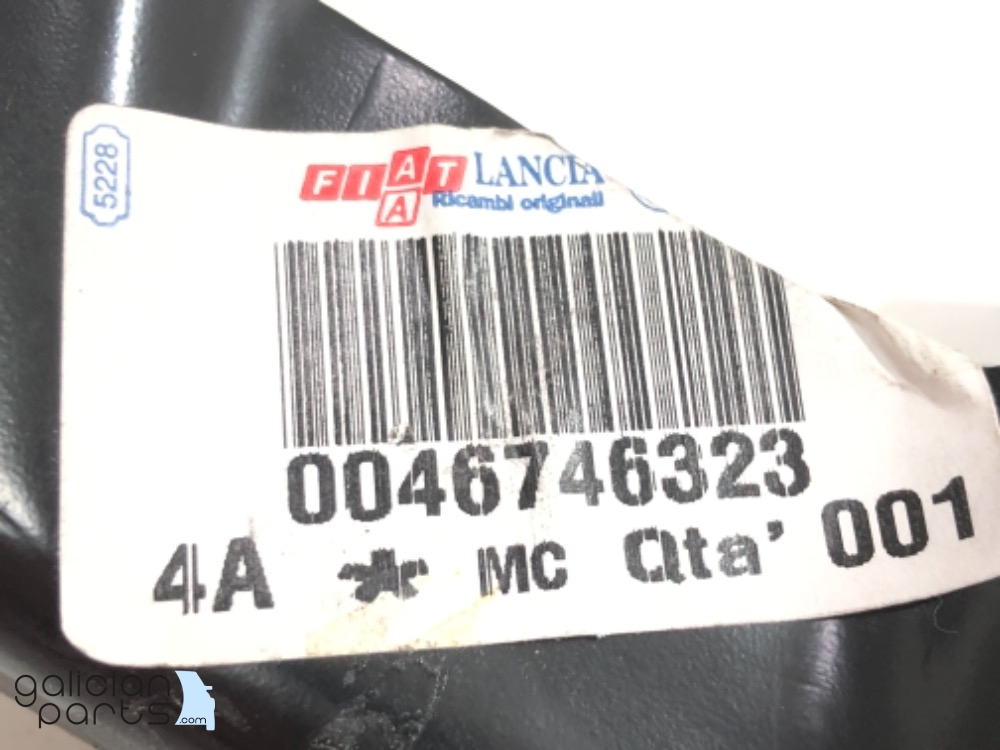 5228
FIAT LANCIA
A Ricambi originali
0046746323
4A * MC Qta' 001
galician
parts.com